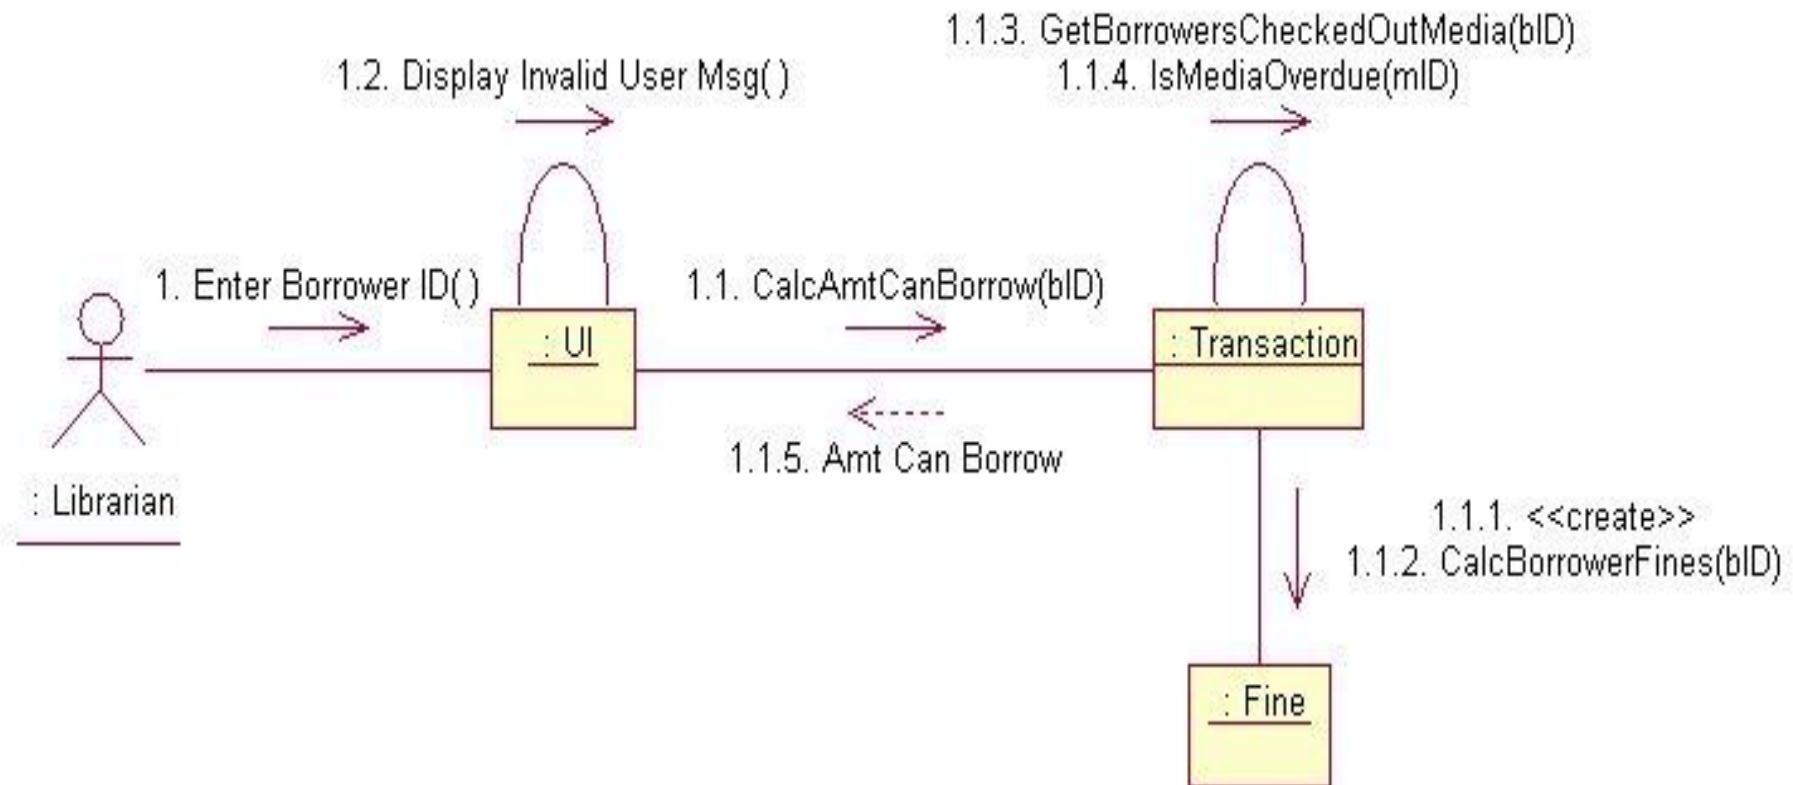 1.1.3. GetBorrowersCheckedOutMedia(bID)
1.2. Display Invalid User Msg( )
1.1.4. IsMediaOverdue(mID)
1. Enter Borrower ID( )
1.1. CalcAmtCanBorrow(bID)
: UI
: Transaction
1.1.5. Amt Can Borrow
: Librarian
1.1.1. <<create>>
1.1.2. CalcBorrowerFines(bID)
: Fine